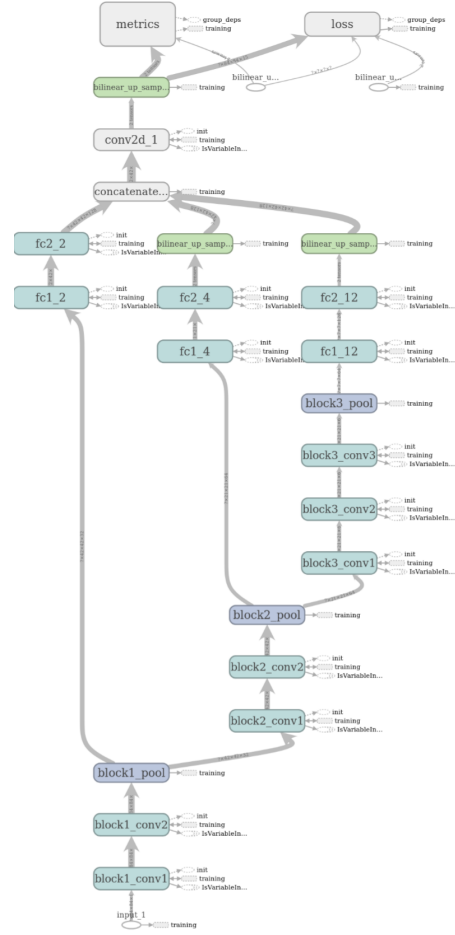 metrics
group_deps
training
loss
group_deps
training
bilinear_up_samp...
training
bilinear_u...
bilinear_u...
training
conv2d_1
init
training
IsVariableIn...
concatenate...
training
fc2_2
init
training
IsVariableIn
bilinear_up_samp...
training
bilinear_up_samp...
training
fc1_2
init
training
IsVariableIn
fc2_4
init
training
IsVariableIn
fc2_12
init
training
IsVariableIn...
fc1_4
init
training
IsVariableIn
fc1_12
init
training
IsVariableIn...
block3_pool
training
block3_conv3
init
training
IsVariableIn...
block3_conv2
init
training
IsVariableIn...
block3_conv1
init
training
IsVariableIn...
block2_pool
training
block2_conv2
init
training
IsVariableIn...
block2_conv1
init
training
IsVariableIn...
block1_pool
training
block1_conv2
init
training
IsVariableIn...
block1_conv1
init
training
IsVariableIn...
input_1
training